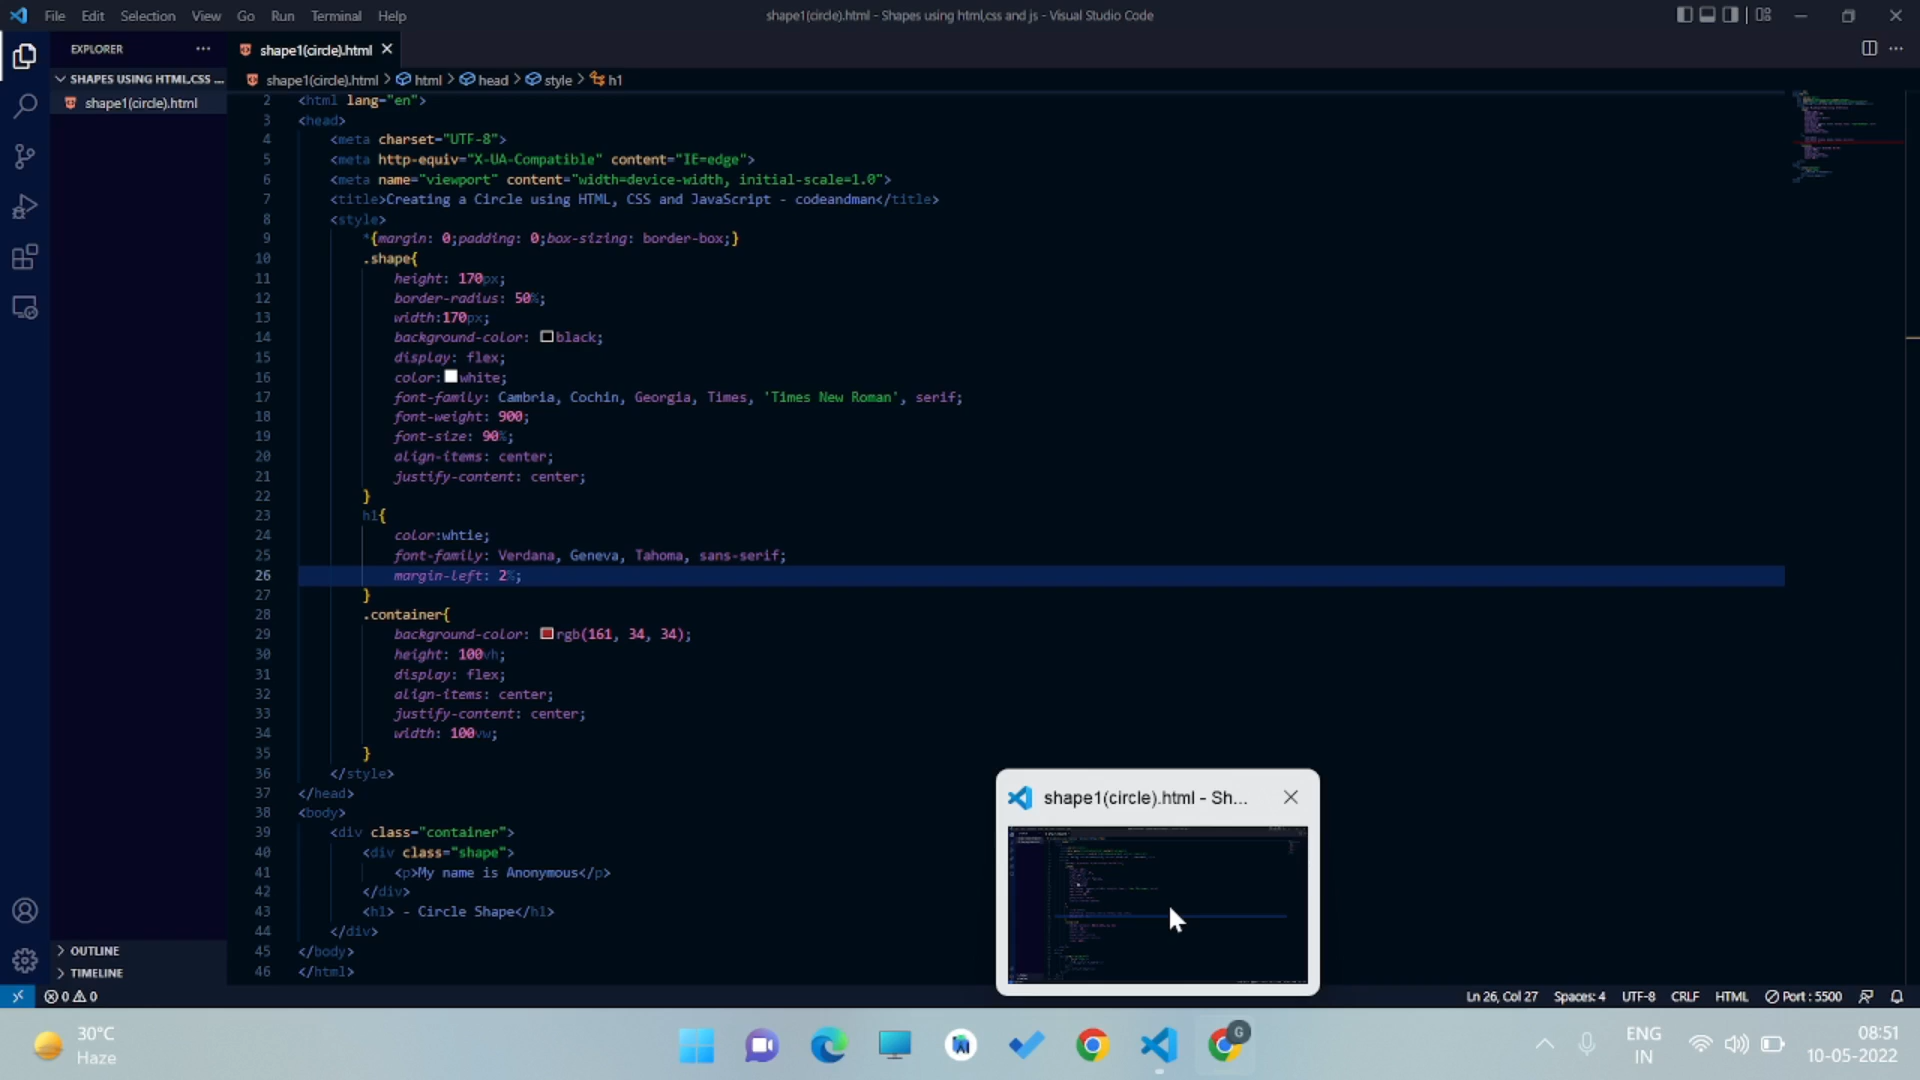 File Edit Selection View Go Run Terminal Help
shape1(circle).html - Shapes using html,css and js - Visual Studio Code
EXPLORER ···
shape1(circle).html
SHAPES USING HTML,CSS ...
shape1(circle).html > html > head > style > h1
shape1(circle).html
2 <html lang="en">
3 <head>
4 <meta charset="UTF-8">
5 <meta http-equiv="X-UA-Compatible" content="IE=edge">
6 <meta name="viewport" content="width=device-width, initial-scale=1.0">
7 <title>Creating a Circle using HTML, CSS and JavaScript - codeandman</title>
8 <style>
9 *{margin: 0;padding: 0;box-sizing: border-box;}
10 .shape{
11 height: 170px;
12 border-radius: 50%;
13 width:170px;
14 background-color: black;
15 display: flex;
16 color: white;
17 font-family: Cambria, Cochin, Georgia, Times, 'Times New Roman', serif;
18 font-weight: 900;
19 font-size: 90%;
20 align-items: center;
21 justify-content: center;
22 }
23 h1{
24 color:whtie;
25 font-family: Verdana, Geneva, Tahoma, sans-serif;
26 margin-left: 2%;
27 }
28 .container{
29 background-color: rgb(161, 34, 34);
30 height: 100vh;
31 display: flex;
32 align-items: center;
33 justify-content: center;
34 width: 100vw;
35 }
36 </style>
37 </head>
38 <body>
39 <div class="container">
40 <div class="shape">
41 <p>My name is Anonymous</p>
42 </div>
43 <h1> - Circle Shape</h1>
44 </div>
45 </body>
46 </html>
shape1(circle).html - Sh...
OUTLINE
TIMELINE
0 0
Ln 26, Col 27 Spaces: 4 UTF-8 CRLF HTML Port : 5500
30°C
Haze
G
ENG
IN
08:51
10-05-2022